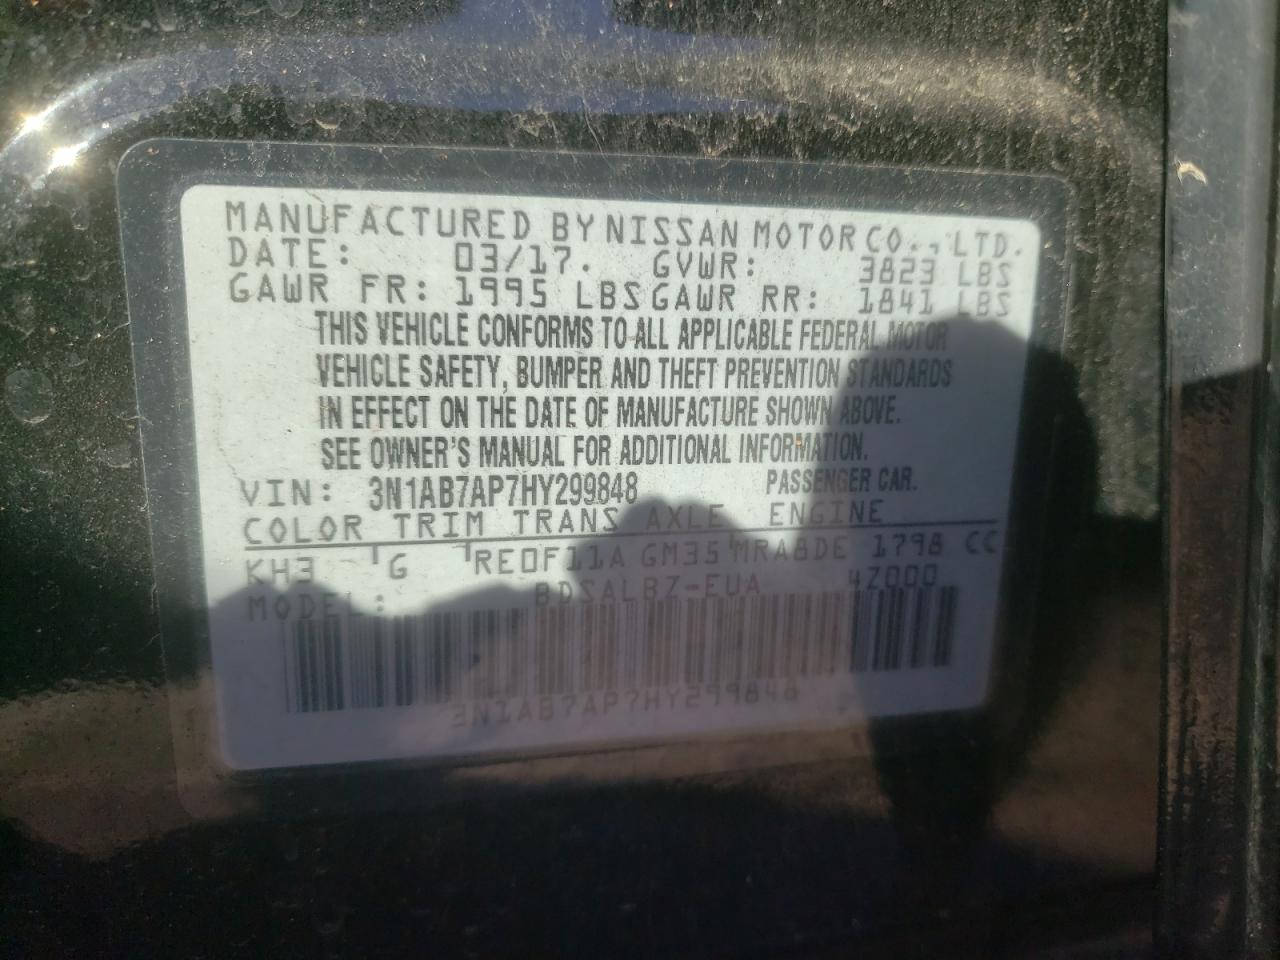 MANUFACTURED BY NISSAN MOTOR CO., LTD.
DATE: 03/17. GVWR: 3823 LBS
GAWR FR: 1995 LBS GAWR RR: 1841 LBS
THIS VEHICLE CONFORMS TO ALL APPLICABLE FEDERAL MOTOR
VEHICLE SAFETY, BUMPER AND THEFT PREVENTION STANDARDS
IN EFFECT ON THE DATE OF MANUFACTURE SHOWN ABOVE.
SEE OWNER'S MANUAL FOR ADDITIONAL INFORMATION.
VIN: 3N1AB7AP7HY299848 PASSENGER CAR.
COLOR TRIM TRANS AXLE ENGINE
KH3 G RE0F11A GM35 MRA8DE 1798 CC
MODEL: BDSALBZ-EUA 4Z000
3N1AB7AP7HY299848